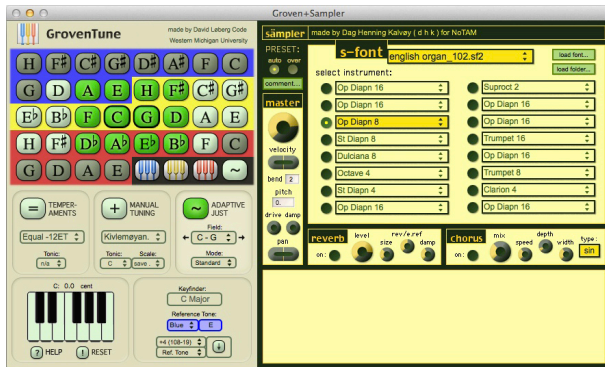 Groven+Sampler
GrovenTune
made by David Løberg Code
Western Michigan University
H F♯ C♯ G♯ D♯ A♯ F C
G D A E H F♯ C♯ G♯
E♭ B♭ F C G D A E
H F♯ D♭ A♭ E♭ B♭ F C
G D A E ~
= TEMPER-
AMENTS
+ MANUAL
TUNING
~ ADAPTIVE
JUST
Equal -12ET
Kivlemøyan.
Field:
← C - G →
Tonic:
n/a
Tonic: Scale:
C save .
Mode:
Standard
C: 0.0 cent
? HELP ! RESET
Keyfinder:
C Major
Reference Tone:
Blue E
+4 (108-19)
Ref. Tone
sämpler
made by Dag Henning Kalvøy ( d h k ) for NoTAM
PRESET:
auto over
comment...
master
velocity
bend 2
pitch
0.
drive damp
pan
s-font english organ_102.sf2
load font...
load folder...
select instrument:
Op Diapn 16 Suproct 2
Op Diapn 16 Op Diapn 16
Op Diapn 8 Op Diapn 16
St Diapn 8 Trumpet 16
Dulciana 8 Op Diapn 16
Octave 4 Trumpet 8
St Diapn 4 Clarion 4
Op Diapn 16 Op Diapn 16
reverb
on:
level
rev/e.ref
size damp
chorus
on:
mix
speed
depth
width
type:
sin